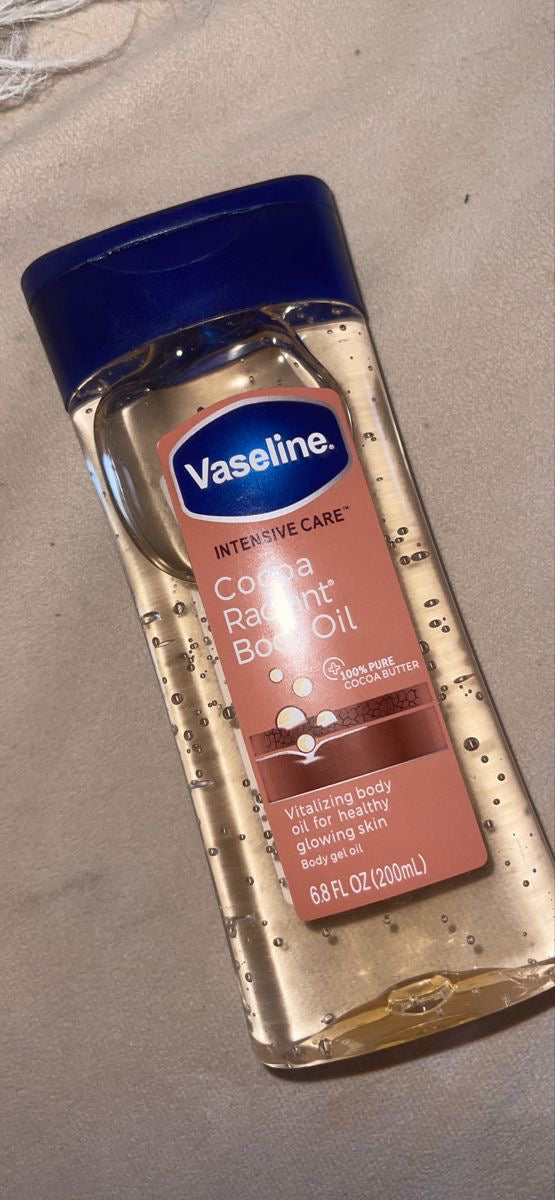 Vaseline®
INTENSIVE CARE™
Cocoa
Radiant®
Body Oil
100% PURE
COCOA BUTTER
Vitalizing body
oil for healthy
glowing skin
Body gel oil
6.8 FL OZ (200mL)